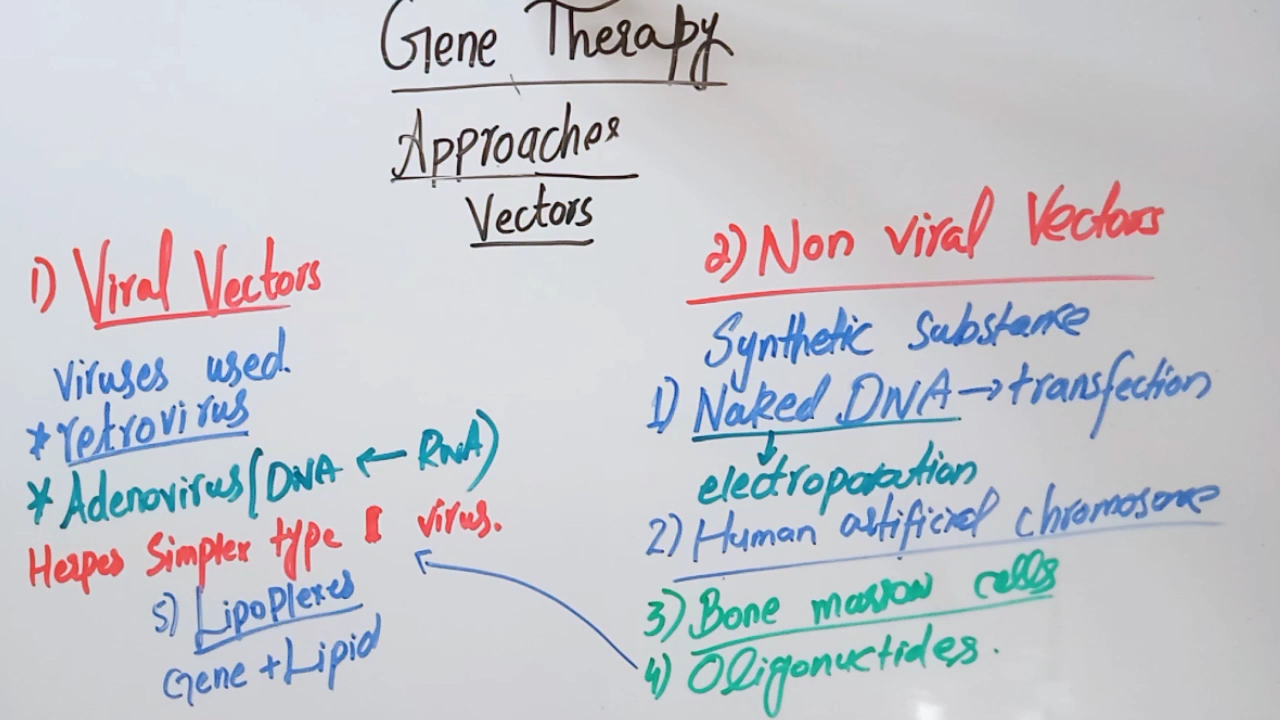 Gene Therapy
Approaches
Vectors
1) Viral Vectors
Viruses used.
* retrovirus
* Adenovirus (DNA ← RNA)
Herpes Simplex type I virus.
2) Non viral Vectors
Synthetic substance
1) Naked DNA → transfection
↓
electroporation
2) Human artificial chromosome
3) Bone marrow cells
4) Oligonuctides.
5) Lipoplexes
Gene + Lipid